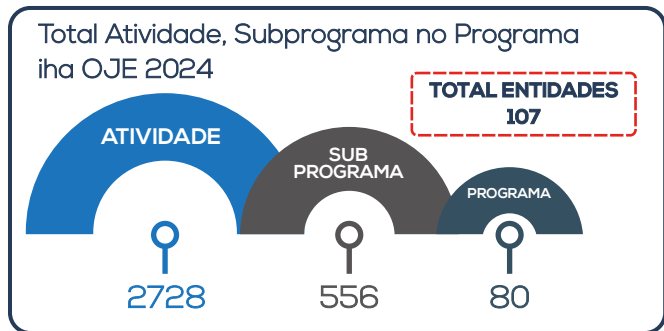 Total Atividade, Subprograma no Programa
iha OJE 2024
TOTAL ENTIDADES
107
ATIVIDADE
SUB
PROGRAMA
PROGRAMA
2728
556
80